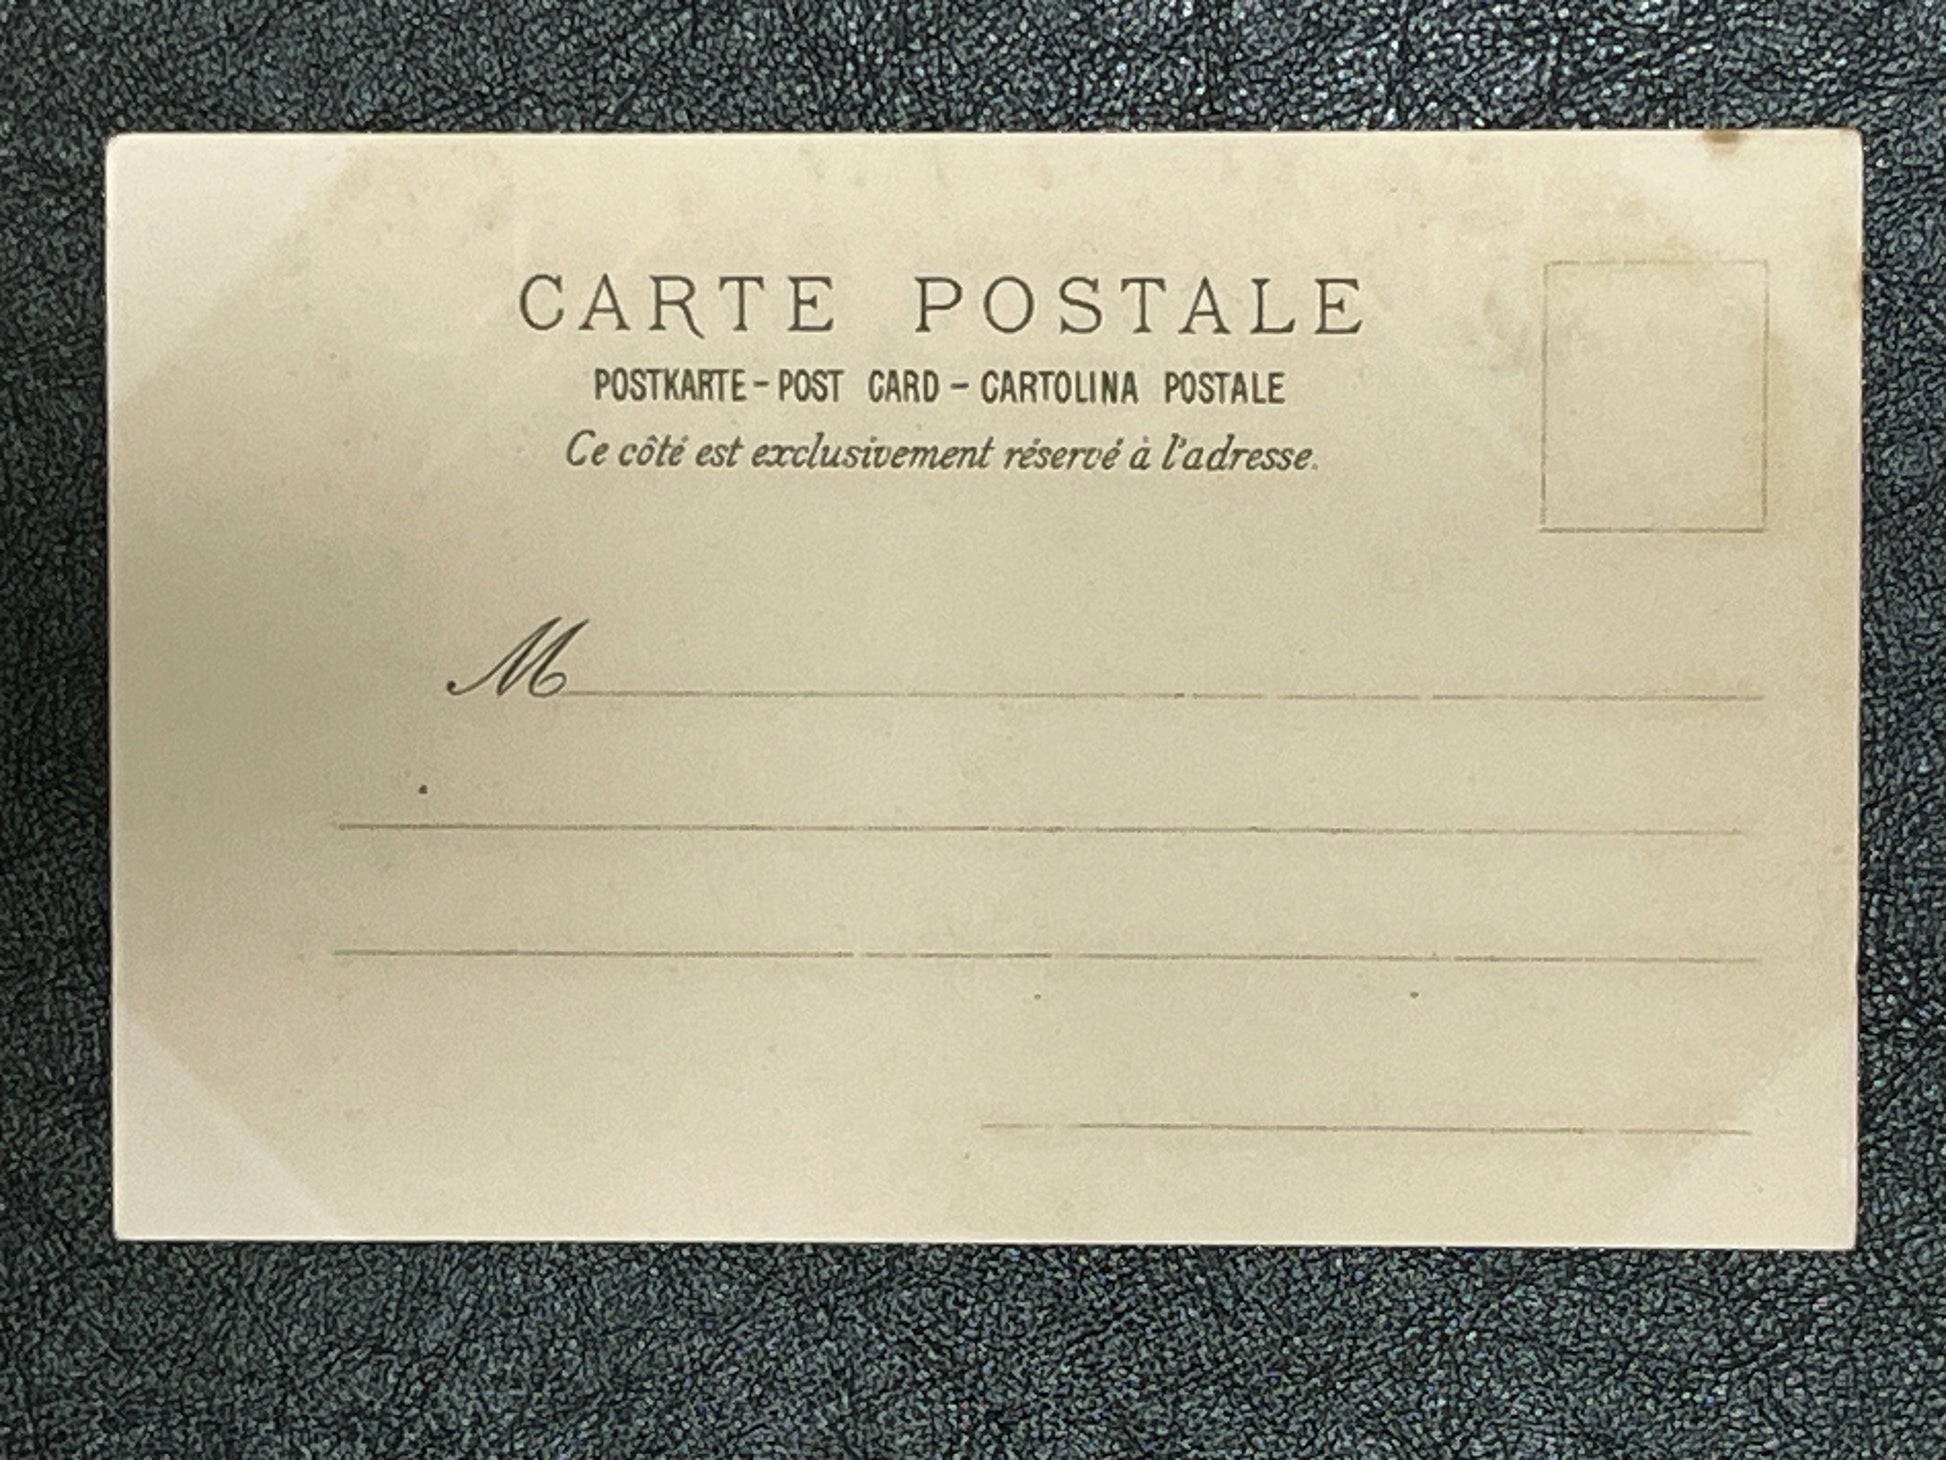 CARTE POSTALE
POSTKARTE - POST CARD - CARTOLINA POSTALE
Ce côté est exclusivement réservé à l'adresse.
M